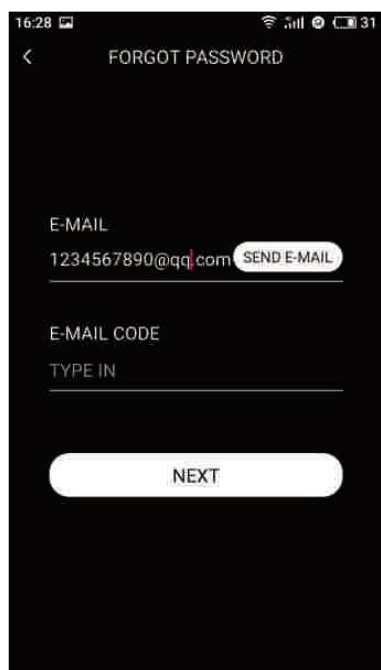 16:28 31
FORGOT PASSWORD
E-MAIL
1234567890@qq.com SEND E-MAIL
E-MAIL CODE
TYPE IN
NEXT